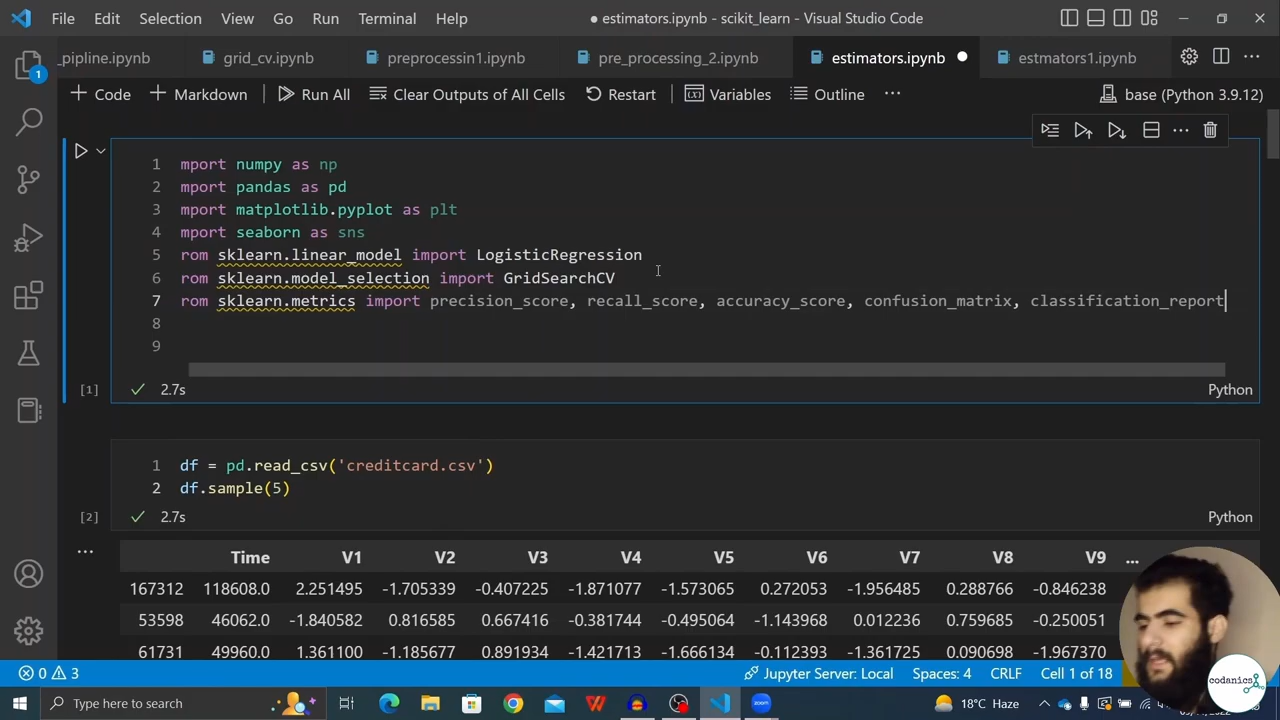 File Edit Selection View Go Run Terminal Help ● estimators.ipynb - scikit_learn - Visual Studio Code
_pipline.ipynb grid_cv.ipynb preprocessin1.ipynb pre_processing_2.ipynb estimators.ipynb ● estmators1.ipynb ...
1
+ Code + Markdown Run All Clear Outputs of All Cells Restart Variables Outline ... base (Python 3.9.12)
1 mport numpy as np
2 mport pandas as pd
3 mport matplotlib.pyplot as plt
4 mport seaborn as sns
5 rom sklearn.linear_model import LogisticRegression
6 rom sklearn.model_selection import GridSearchCV
7 rom sklearn.metrics import precision_score, recall_score, accuracy_score, confusion_matrix, classification_report
8
9
[1] ✓ 2.7s Python
1 df = pd.read_csv('creditcard.csv')
2 df.sample(5)
[2] ✓ 2.7s Python
... Time V1 V2 V3 V4 V5 V6 V7 V8 V9 ...
167312 118608.0 2.251495 -1.705339 -0.407225 -1.871077 -1.573065 0.272053 -1.956485 0.288766 -0.846238
53598 46062.0 -1.840582 0.816585 0.667416 -0.381744 -0.495064 -1.143968 0.012236 0.759685 -0.250051
61731 49960.0 1.361100 -1.185677 0.891934 -1.421713 -1.666134 -0.112393 -1.361725 0.090698 -1.967370
codanics
0 3 Jupyter Server: Local Spaces: 4 CRLF Cell 1 of 18
Type here to search 18°C Haze